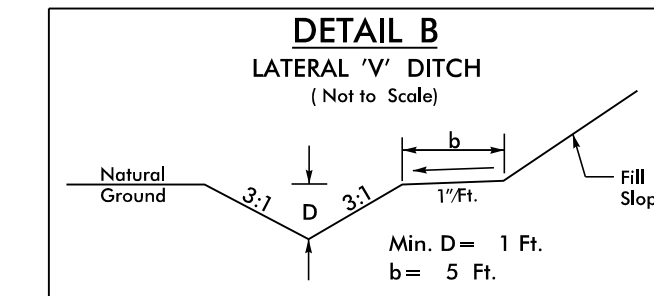 DETAIL B
LATERAL 'V' DITCH
( Not to Scale)
b
Natural
Ground
3:1
D
3:1
1"/Ft.
Fill
Slop
Min. D= 1 Ft.
b= 5 Ft.